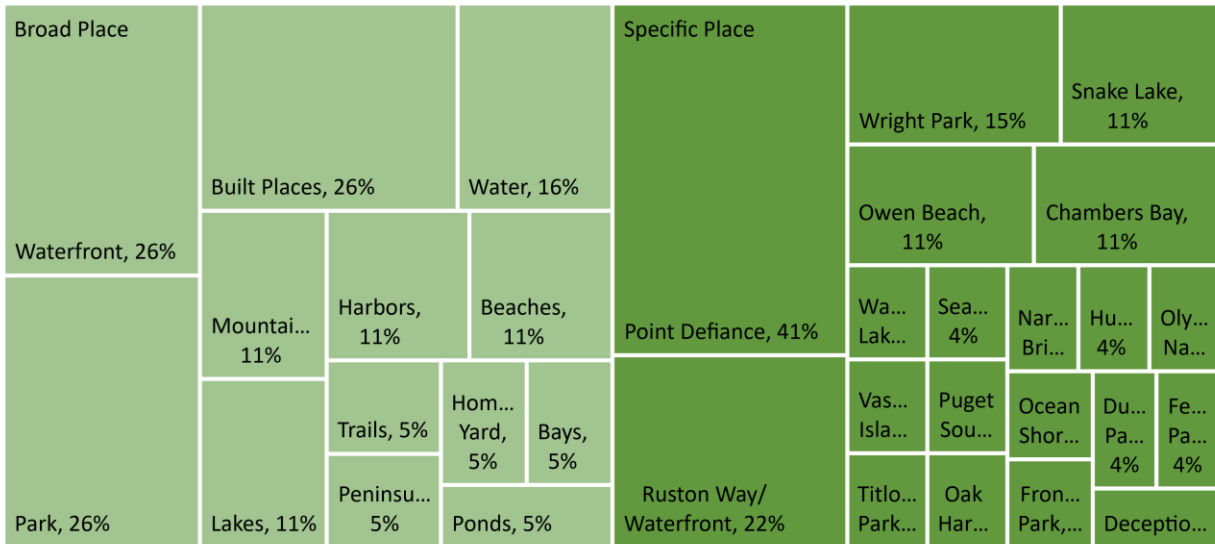 Broad Place
Waterfront, 26%
Park, 26%
Built Places, 26%
Water, 16%
Mountai...
11%
Harbors,
11%
Beaches,
11%
Lakes, 11%
Trails, 5%
Hom...
Yard,
5%
Bays,
5%
Peninsu...
5%
Ponds, 5%
Specific Place
Point Defiance, 41%
Ruston Way/
Waterfront, 22%
Wright Park, 15%
Snake Lake,
11%
Owen Beach,
11%
Chambers Bay,
11%
Wa...
Lak...
Sea...
4%
Nar...
Bri...
Hu...
4%
Oly...
Na...
Vas...
Isla...
Puget
Sou...
Ocean
Shor...
Du...
Pa...
4%
Fe...
Pa...
4%
Titlo...
Park...
Oak
Har...
Fron...
Park,...
Deceptio...